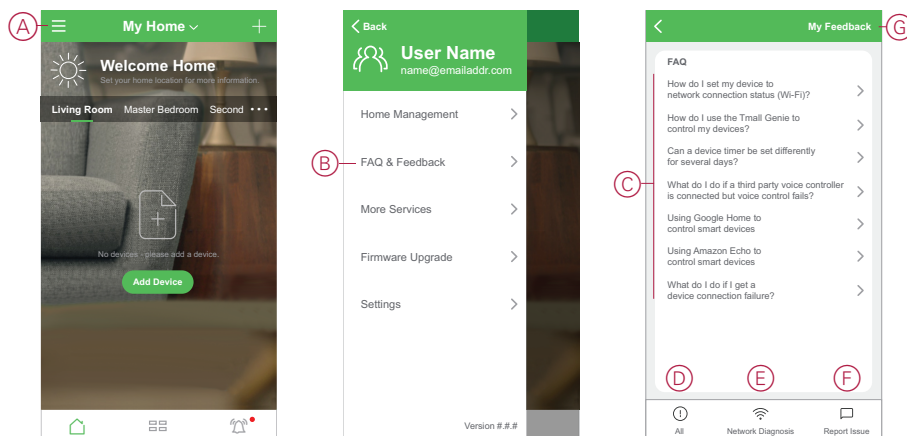 A
My Home
Welcome Home
Set your home location for more information.
Living Room Master Bedroom Second •••
No devices - please add a device.
Add Device
Back
User Name
name@emailaddr.com
Home Management
B
FAQ & Feedback
More Services
Firmware Upgrade
Settings
Version #.#.#
My Feedback
G
FAQ
How do I set my device to
network connection status (Wi-Fi)?
How do I use the Tmall Genie to
control my devices?
Can a device timer be set differently
for several days?
C
What do I do if a third party voice controller
is connected but voice control fails?
Using Google Home to
control smart devices
Using Amazon Echo to
control smart devices
What do I do if I get a
device connection failure?
D E F
All Network Diagnosis Report Issue